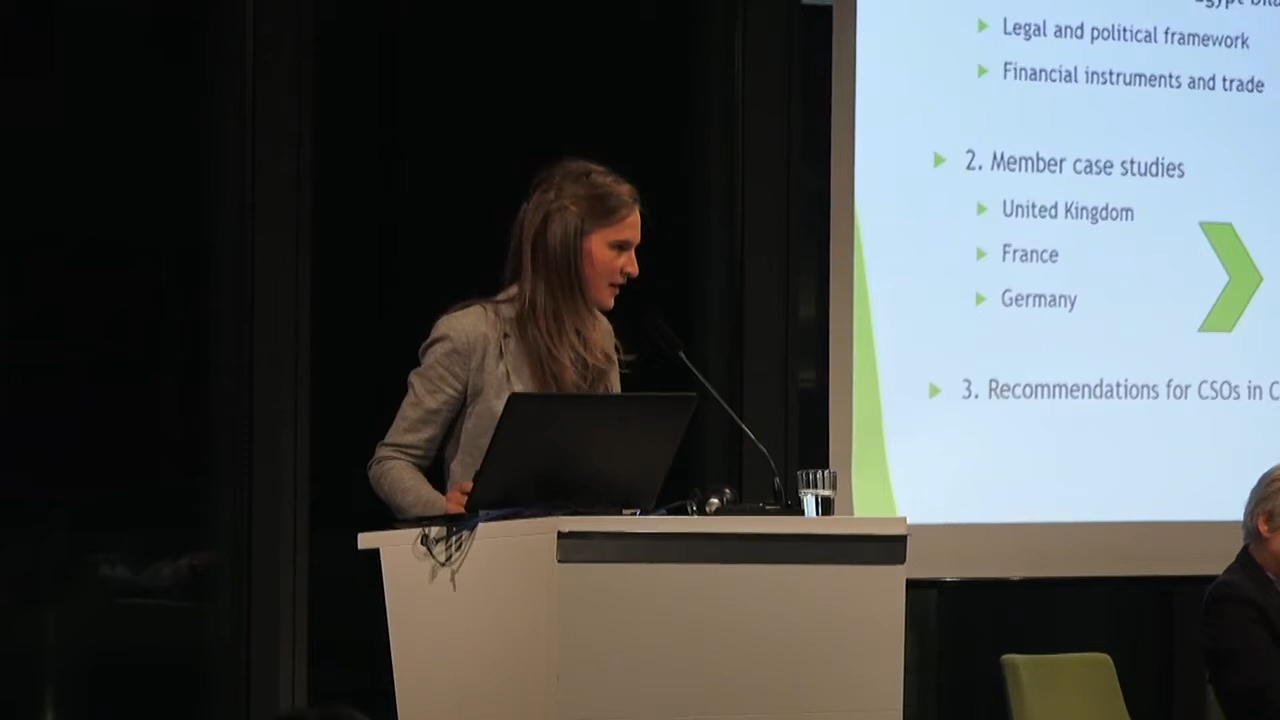 Legal and political framework
Financial instruments and trade
2. Member case studies
United Kingdom
France
Germany
3. Recommendations for CSOs in C